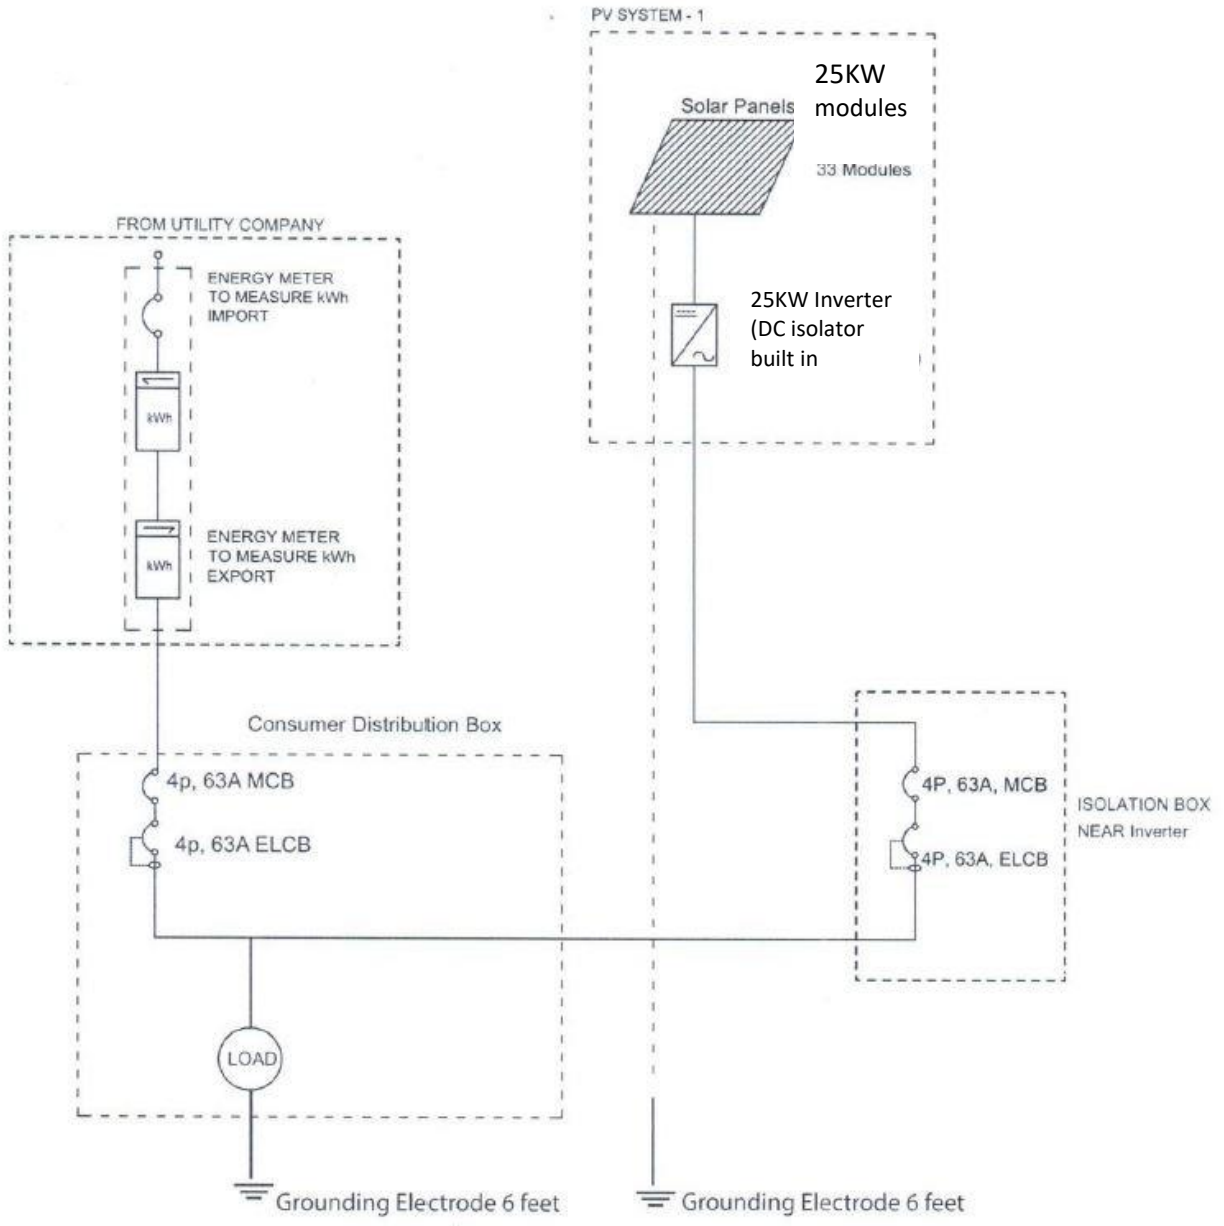 PV SYSTEM - 1
25KW
modules
Solar Panels
33 Modules
25KW Inverter
(DC isolator
built in
FROM UTILITY COMPANY
ENERGY METER
TO MEASURE kWh
IMPORT
kWh
ENERGY METER
TO MEASURE kWh
EXPORT
kWh
Consumer Distribution Box
4p, 63A MCB
4p, 63A ELCB
LOAD
4P, 63A, MCB
4P, 63A, ELCB
ISOLATION BOX
NEAR Inverter
Grounding Electrode 6 feet
Grounding Electrode 6 feet